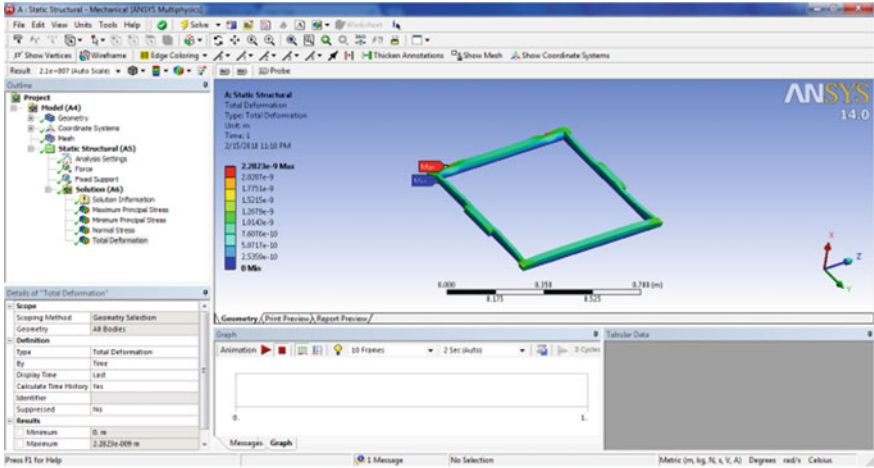 A : Static Structural - Mechanical [ANSYS Multiphysics]
File Edit View Units Tools Help Solve Worksheet
Show Vertices Wireframe Edge Coloring Thicken Annotations Show Mesh Show Coordinate Systems
Result 2.1e+007 (Auto Scale) Probe
Outline
Project
Model (A4)
Geometry
Coordinate Systems
Mesh
Static Structural (A5)
Analysis Settings
Force
Fixed Support
Solution (A6)
Solution Information
Maximum Principal Stress
Minimum Principal Stress
Normal Stress
Total Deformation
Details of "Total Deformation"
Scope
Scoping Method Geometry Selection
Geometry All Bodies
Definition
Type Total Deformation
By Time
Display Time Last
Calculate Time History Yes
Identifier
Suppressed No
Results
Minimum 0. m
Maximum 2.2823e-009 m
A: Static Structural
Total Deformation
Type: Total Deformation
Unit: m
Time: 1
2/15/2018 11:10 PM
2.2823e-9 Max
2.0287e-9
1.7751e-9
1.5215e-9
1.2679e-9
1.0143e-9
7.6076e-10
5.0717e-10
2.5359e-10
0 Min
Max
ANSYS
14.0
X
Z
Y
0.000 0.350 0.700 (m)
0.175 0.525
Geometry Print Preview Report Preview
Graph
Animation 10 Frames 2 Sec (Auto) 3 Cycles
0. 1.
Messages Graph
Tabular Data
Press F1 for Help 1 Message No Selection Metric (m, kg, N, s, V, A) Degrees rad/s Celsius